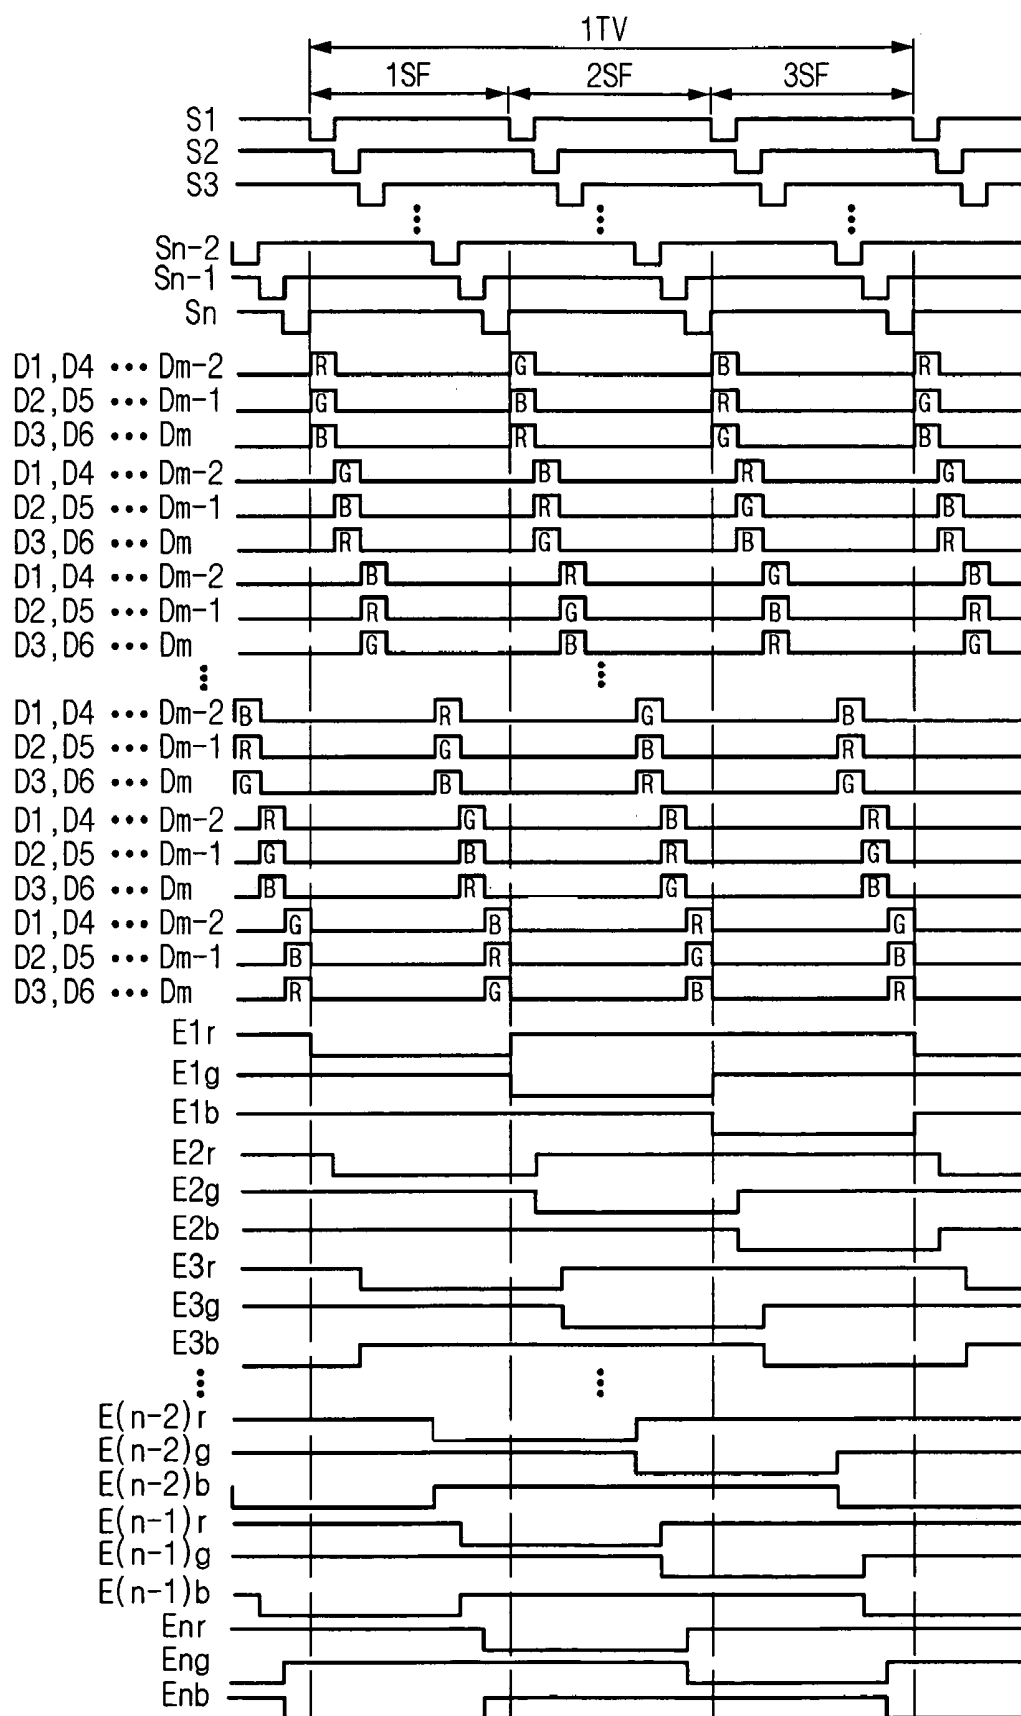 1TV
1SF 2SF 3SF
S1
S2
S3
Sn-2
Sn-1
Sn
D1,D4 ••• Dm-2 R G B R
D2,D5 ••• Dm-1 G B R G
D3,D6 ••• Dm B R G B
D1,D4 ••• Dm-2 G B R G
D2,D5 ••• Dm-1 B R G B
D3,D6 ••• Dm R G B R
D1,D4 ••• Dm-2 B R G B
D2,D5 ••• Dm-1 R G B R
D3,D6 ••• Dm G B R G
D1,D4 ••• Dm-2 B R G B
D2,D5 ••• Dm-1 R G B R
D3,D6 ••• Dm G B R G
D1,D4 ••• Dm-2 R G B R
D2,D5 ••• Dm-1 G B R G
D3,D6 ••• Dm B R G B
D1,D4 ••• Dm-2 G B R G
D2,D5 ••• Dm-1 B R G B
D3,D6 ••• Dm R G B R
E1r
E1g
E1b
E2r
E2g
E2b
E3r
E3g
E3b
E(n-2)r
E(n-2)g
E(n-2)b
E(n-1)r
E(n-1)g
E(n-1)b
Enr
Eng
Enb